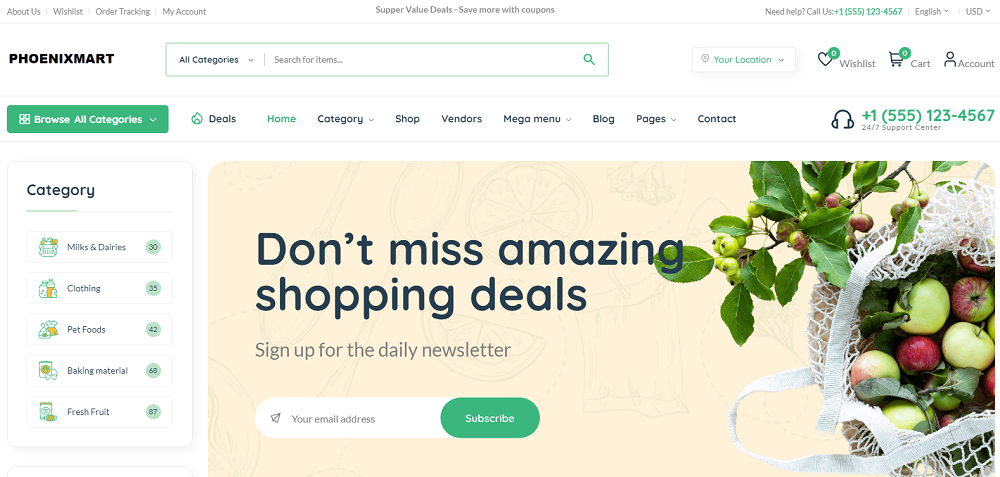 About Us Wishlist Order Tracking My Account
Supper Value Deals - Save more with coupons
Need help? Call Us:+1 (555) 123-4567 English USD
PHOENIXMART
All Categories Search for items...
Your Location
0 Wishlist 0 Cart Account
Browse All Categories
Deals Home Category Shop Vendors Mega menu Blog Pages Contact
+1 (555) 123-4567
24/7 Support Center
Category
Milks & Dairies 30
Clothing 35
Pet Foods 42
Baking material 68
Fresh Fruit 87
Don’t miss amazing
shopping deals
Sign up for the daily newsletter
Your email address Subscribe